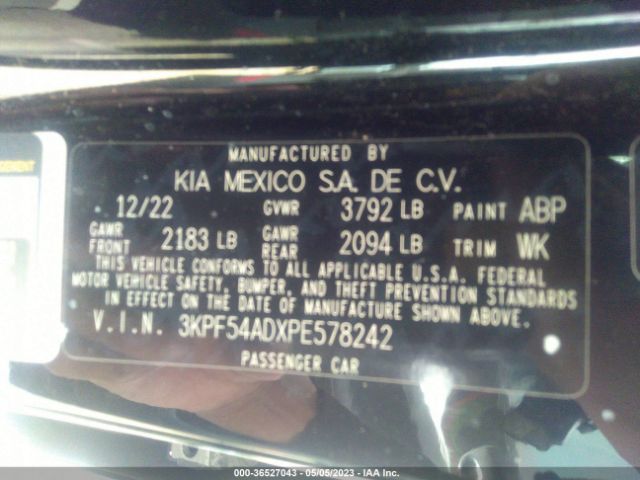 GEMENT
MANUFACTURED BY
KIA MEXICO S.A. DE C.V.
12/22 GVWR 3792 LB PAINT ABP
GAWR FRONT 2183 LB GAWR REAR 2094 LB TRIM WK
THIS VEHICLE CONFORMS TO ALL APPLICABLE U.S.A. FEDERAL
MOTOR VEHICLE SAFETY, BUMPER, AND THEFT PREVENTION STANDARDS
IN EFFECT ON THE DATE OF MANUFACTURE SHOWN ABOVE.
V.I.N. 3KPF54ADXPE578242
PASSENGER CAR
000-36527043 - 05/05/2023 - IAA Inc.